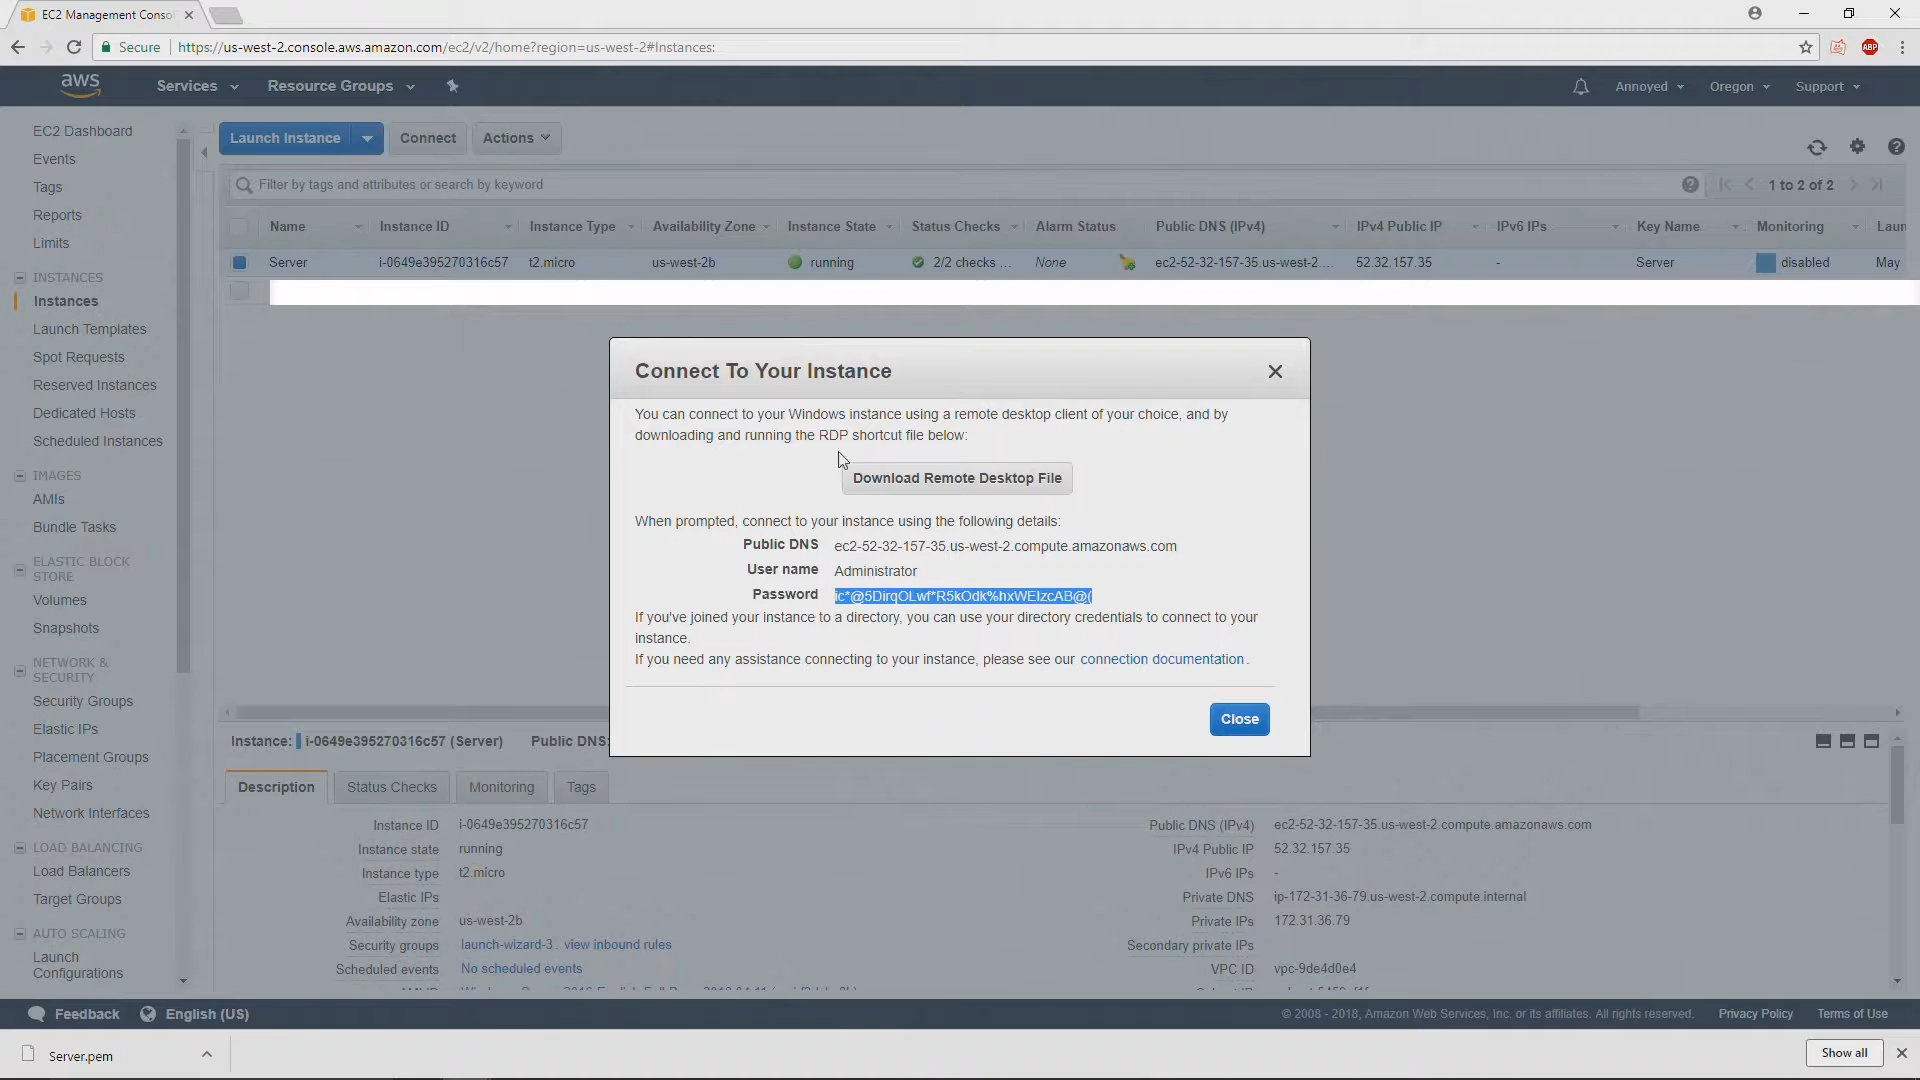 EC2 Management Conso
Secure
https://us-west-2.console.aws.amazon.com/ec2/v2/home?region=us-west-2#Instances:
ABP
aws
Services
Resource Groups
Annoyed
Oregon
Support
EC2 Dashboard
Events
Tags
Reports
Limits
INSTANCES
Instances
Launch Templates
Spot Requests
Reserved Instances
Dedicated Hosts
Scheduled Instances
IMAGES
AMIs
Bundle Tasks
ELASTIC BLOCK
STORE
Volumes
Snapshots
NETWORK &
SECURITY
Security Groups
Elastic IPs
Placement Groups
Key Pairs
Network Interfaces
LOAD BALANCING
Load Balancers
Target Groups
AUTO SCALING
Launch
Configurations
Launch Instance
Connect
Actions
Filter by tags and attributes or search by keyword
1 to 2 of 2
Name Instance ID Instance Type Availability Zone Instance State Status Checks Alarm Status Public DNS (IPv4) IPv4 Public IP IPv6 IPs Key Name Monitoring Laun
Server i-0649e395270316c57 t2.micro us-west-2b running 2/2 checks ... None ec2-52-32-157-35.us-west-2.... 52.32.157.35 - Server disabled May
Connect To Your Instance
You can connect to your Windows instance using a remote desktop client of your choice, and by
downloading and running the RDP shortcut file below:
Download Remote Desktop File
When prompted, connect to your instance using the following details:
Public DNS ec2-52-32-157-35.us-west-2.compute.amazonaws.com
User name Administrator
Password ic*@5DirqOLwf*R5kOdk%hxWEIzcAB@(
If you've joined your instance to a directory, you can use your directory credentials to connect to your
instance.
If you need any assistance connecting to your instance, please see our connection documentation.
Close
Instance: i-0649e395270316c57 (Server) Public DNS:
Description Status Checks Monitoring Tags
Instance ID i-0649e395270316c57
Instance state running
Instance type t2.micro
Elastic IPs
Availability zone us-west-2b
Security groups launch-wizard-3. view inbound rules
Scheduled events No scheduled events
Public DNS (IPv4) ec2-52-32-157-35.us-west-2.compute.amazonaws.com
IPv4 Public IP 52.32.157.35
IPv6 IPs -
Private DNS ip-172-31-36-79.us-west-2.compute.internal
Private IPs 172.31.36.79
Secondary private IPs
VPC ID vpc-9de4d0e4
Feedback
English (US)
© 2008 - 2018, Amazon Web Services, Inc. or its affiliates. All rights reserved.
Privacy Policy
Terms of Use
Server.pem
Show all